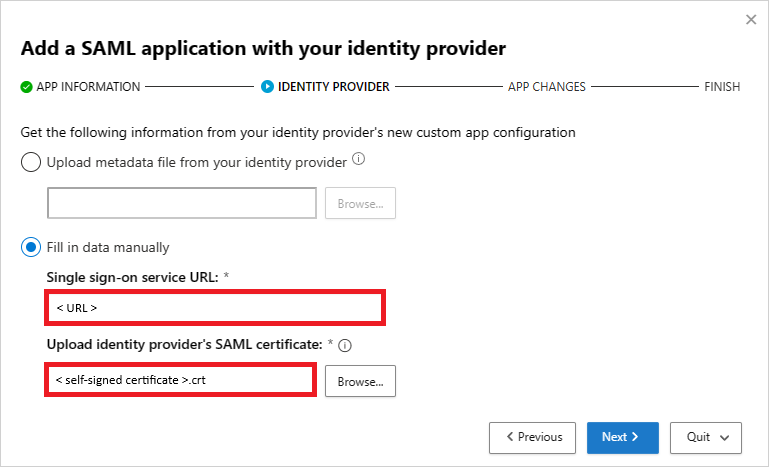 Add a SAML application with your identity provider
APP INFORMATION IDENTITY PROVIDER APP CHANGES FINISH
Get the following information from your identity provider's new custom app configuration
Upload metadata file from your identity provider
Browse...
Fill in data manually
Single sign-on service URL: *
< URL >
Upload identity provider's SAML certificate: *
< self-signed certificate >.crt Browse...
< Previous Next > Quit